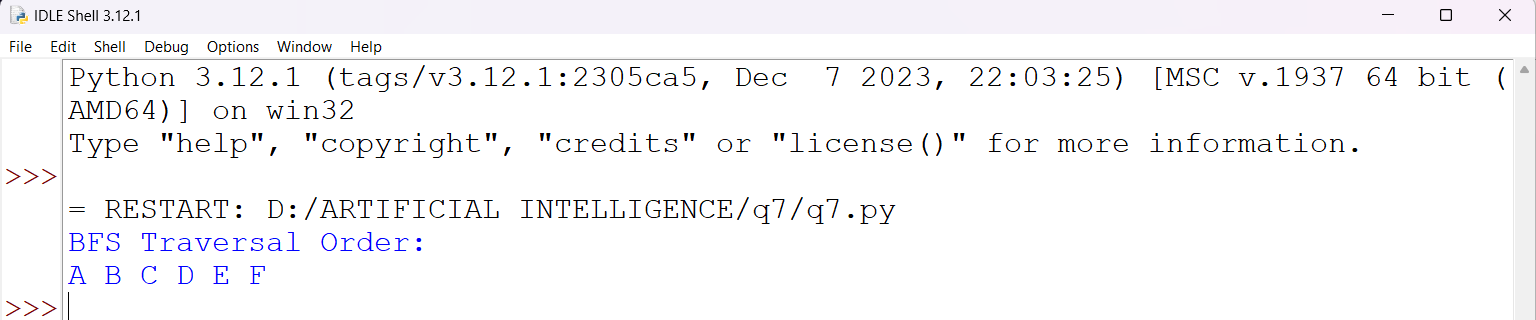 IDLE Shell 3.12.1
File Edit Shell Debug Options Window Help
Python 3.12.1 (tags/v3.12.1:2305ca5, Dec  7 2023, 22:03:25) [MSC v.1937 64 bit (
AMD64)] on win32
Type "help", "copyright", "credits" or "license()" for more information.
>>>
= RESTART: D:/ARTIFICIAL INTELLIGENCE/q7/q7.py
BFS Traversal Order:
A B C D E F
>>>